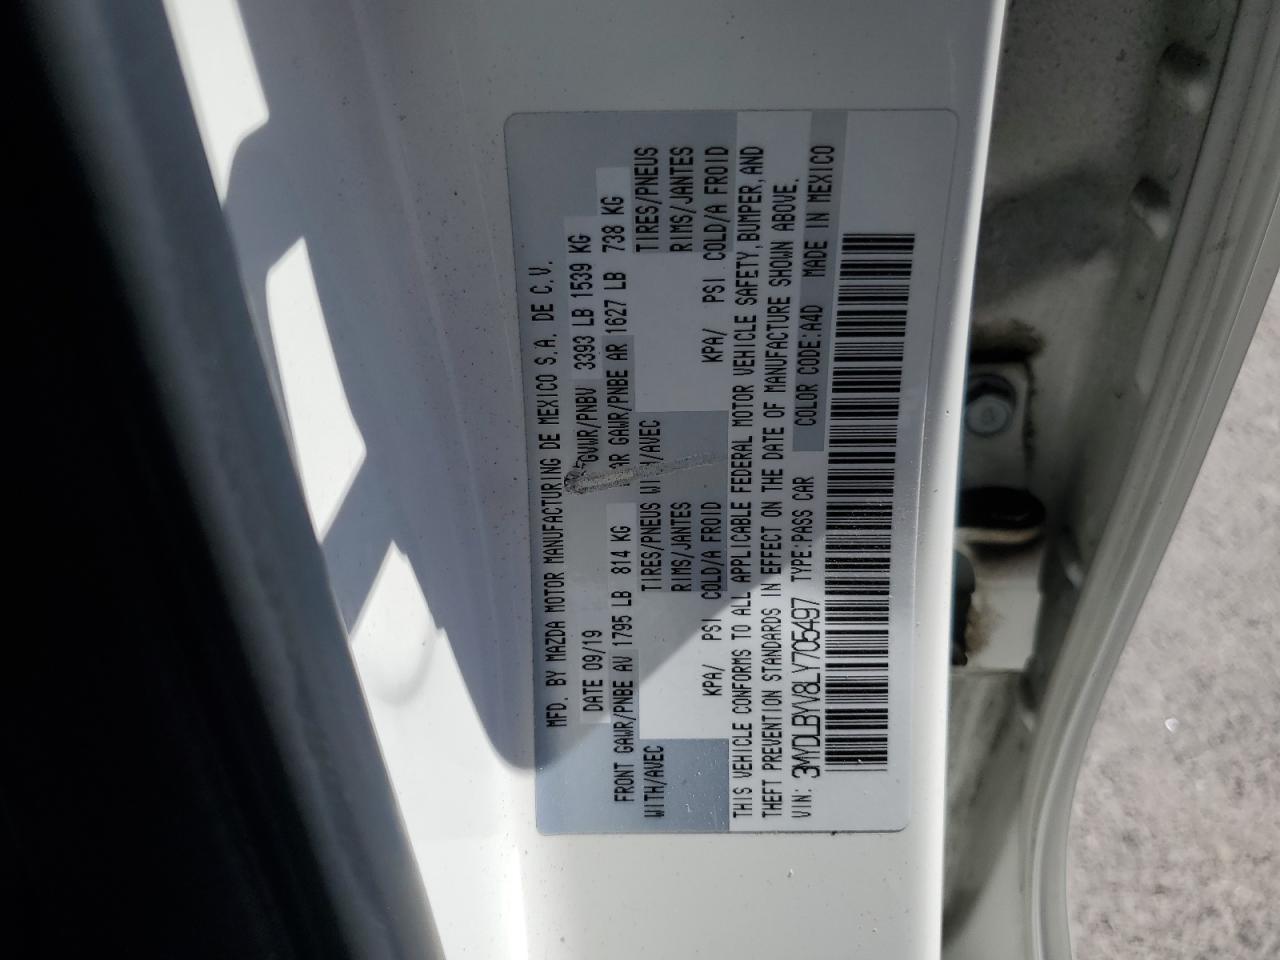 MFD. BY MAZDA MOTOR MANUFACTURING DE MEXICO S.A. DE C.V.
DATE 09/19 GVWR/PNBV 3393 LB 1539 KG
FRONT GAWR/PNBE AV 1795 LB 814 KG GAWR/PNBE AR 1627 LB 738 KG
WITH/AVEC TIRES/PNEUS TIRES/PNEUS
RIMS/JANTES RIMS/JANTES
KPA/ PSI COLD/A FROID KPA/ PSI COLD/A FROID
THIS VEHICLE CONFORMS TO ALL APPLICABLE FEDERAL MOTOR VEHICLE SAFETY, BUMPER, AND
THEFT PREVENTION STANDARDS IN EFFECT ON THE DATE OF MANUFACTURE SHOWN ABOVE.
VIN: 3MYDLBYV8LY705497 TYPE:PASS CAR COLOR CODE:A4D MADE IN MEXICO